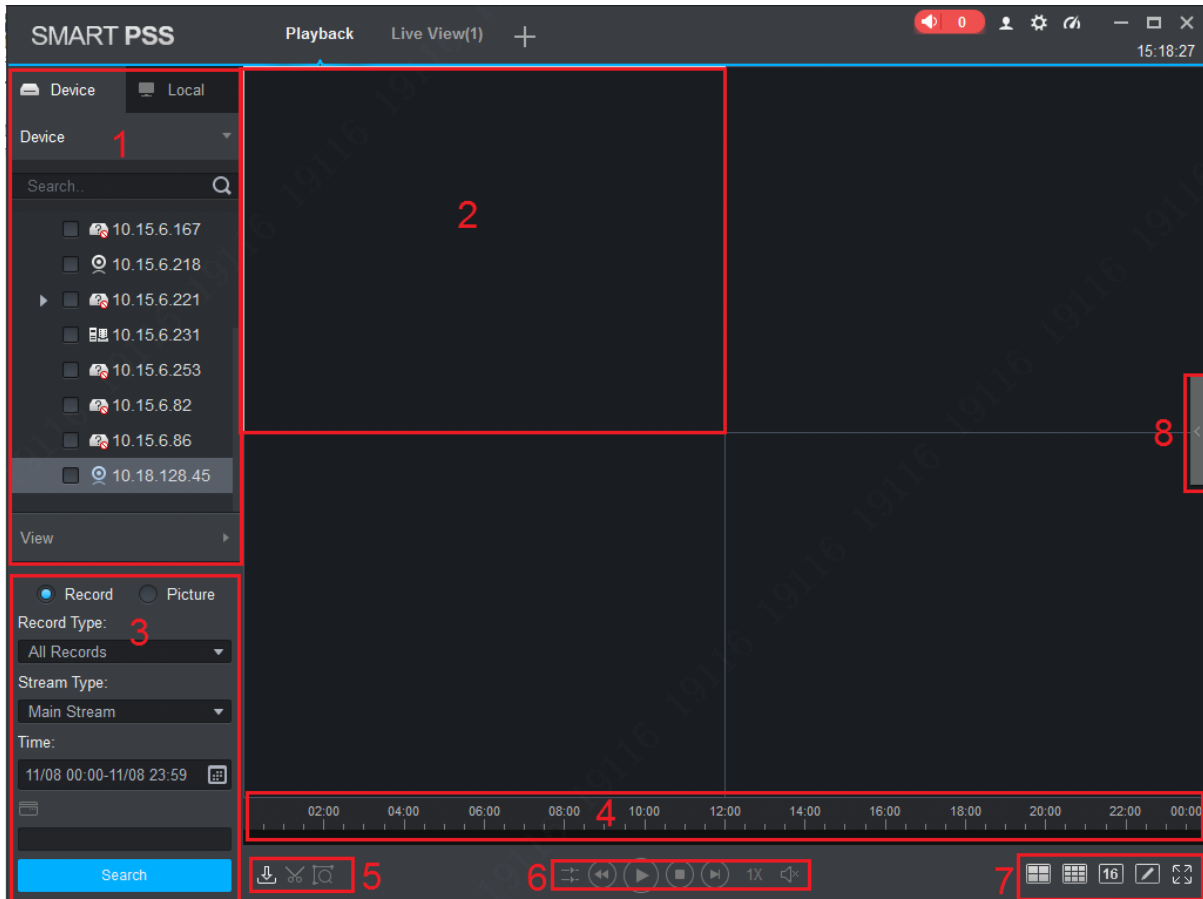 SMART PSS
Playback
Live View(1)
0
15:18:27
Device
Local
Device
1
Search..
10.15.6.167
10.15.6.218
10.15.6.221
10.15.6.231
10.15.6.253
10.15.6.82
10.15.6.86
10.18.128.45
View
2
8
Record
Picture
3
Record Type:
All Records
Stream Type:
Main Stream
Time:
11/08 00:00-11/08 23:59
Search
02:00 04:00 06:00 08:00 10:00 12:00 14:00 16:00 18:00 20:00 22:00 00:00
4
5
6
1X
7
16
19116 19116 19116